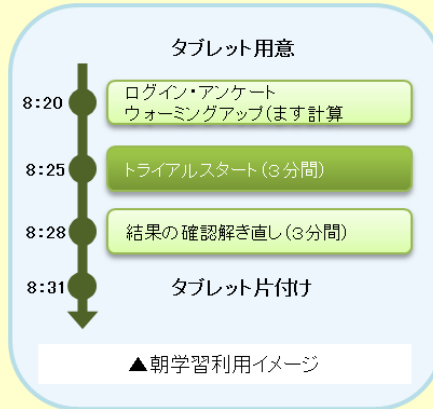 タブレット用意
8:20
ログイン・アンケート
ウォーミングアップ(ます計算
8:25
トライアルスタート(3分間)
8:28
結果の確認解き直し(3分間)
8:31
タブレット片付け
▲朝学習利用イメージ